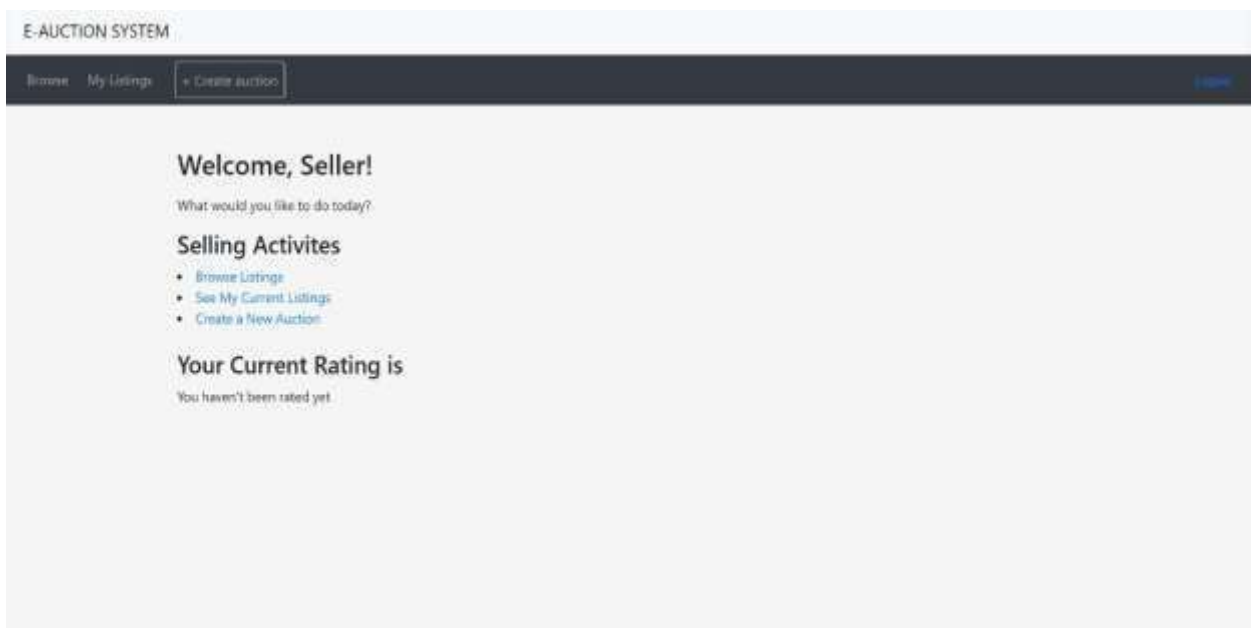 E-AUCTION SYSTEM
Browse My Listings + Create auction Logout
Welcome, Seller!
What would you like to do today?
Selling Activites
Browse Listings
See My Current Listings
Create a New Auction
Your Current Rating is
You haven't been rated yet